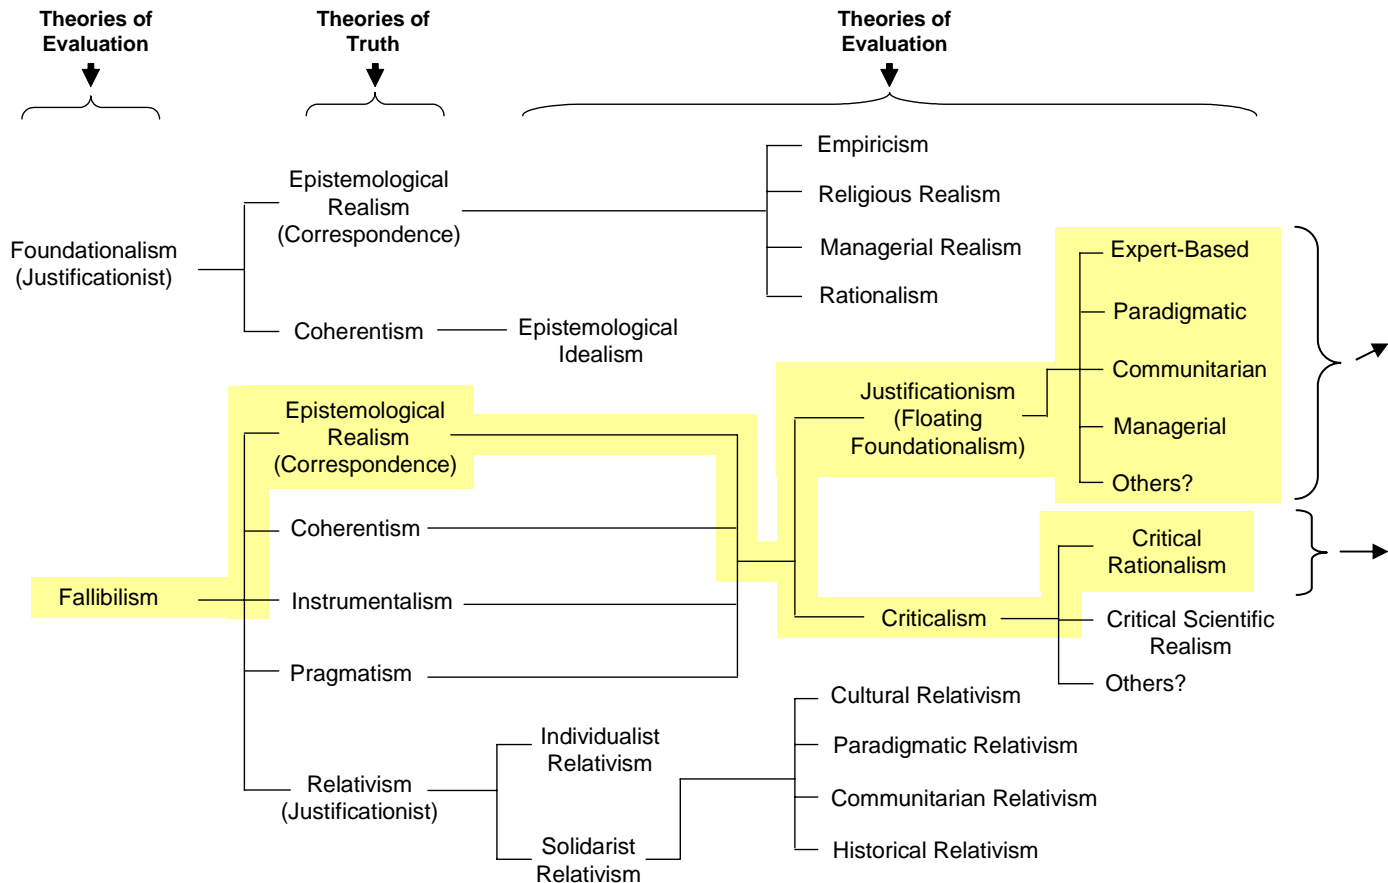 Theories of
Evaluation
Theories of
Truth
Theories of
Evaluation
Foundationalism
(Justificationist)
Epistemological
Realism
(Correspondence)
Empiricism
Religious Realism
Managerial Realism
Rationalism
Coherentism
Epistemological
Idealism
Fallibilism
Epistemological
Realism
(Correspondence)
Coherentism
Instrumentalism
Pragmatism
Relativism
(Justificationist)
Justificationism
(Floating
Foundationalism)
Expert-Based
Paradigmatic
Communitarian
Managerial
Others?
Criticalism
Critical
Rationalism
Critical Scientific
Realism
Others?
Individualist
Relativism
Solidarist
Relativism
Cultural Relativism
Paradigmatic Relativism
Communitarian Relativism
Historical Relativism